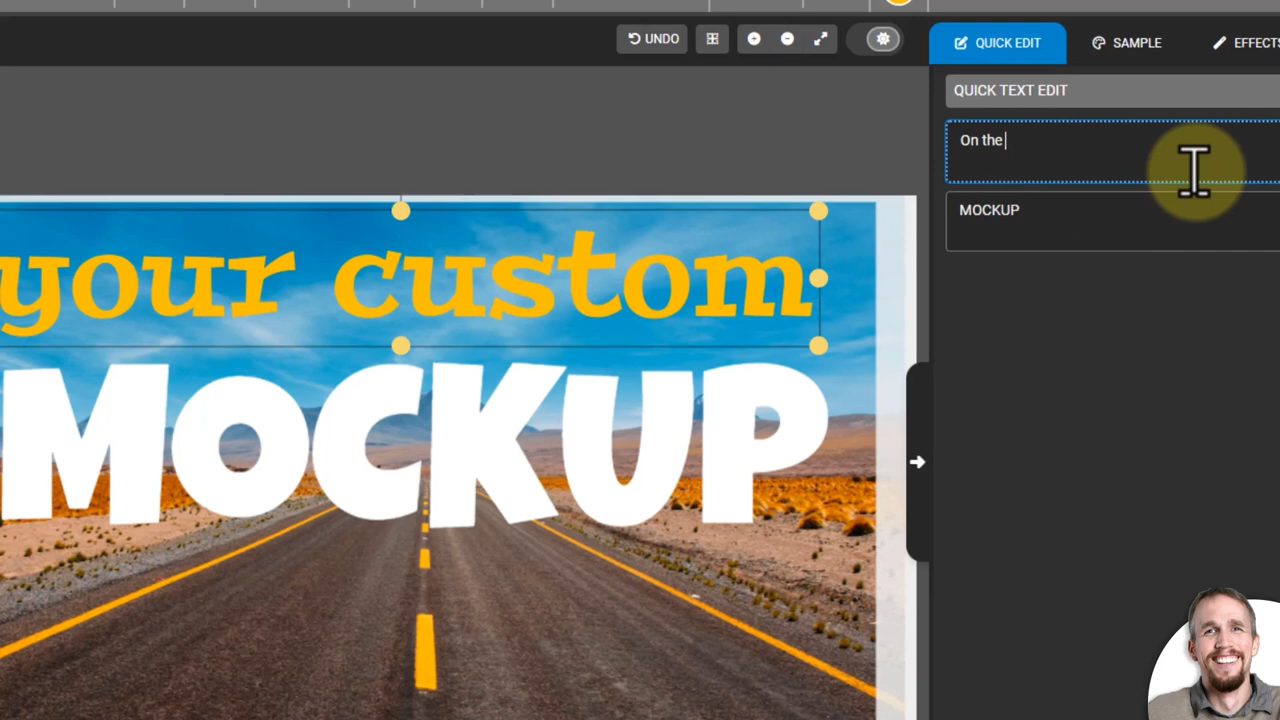 UNDO
QUICK EDIT
SAMPLE
EFFECTS
QUICK TEXT EDIT
On the
MOCKUP
your custom
MOCKUP